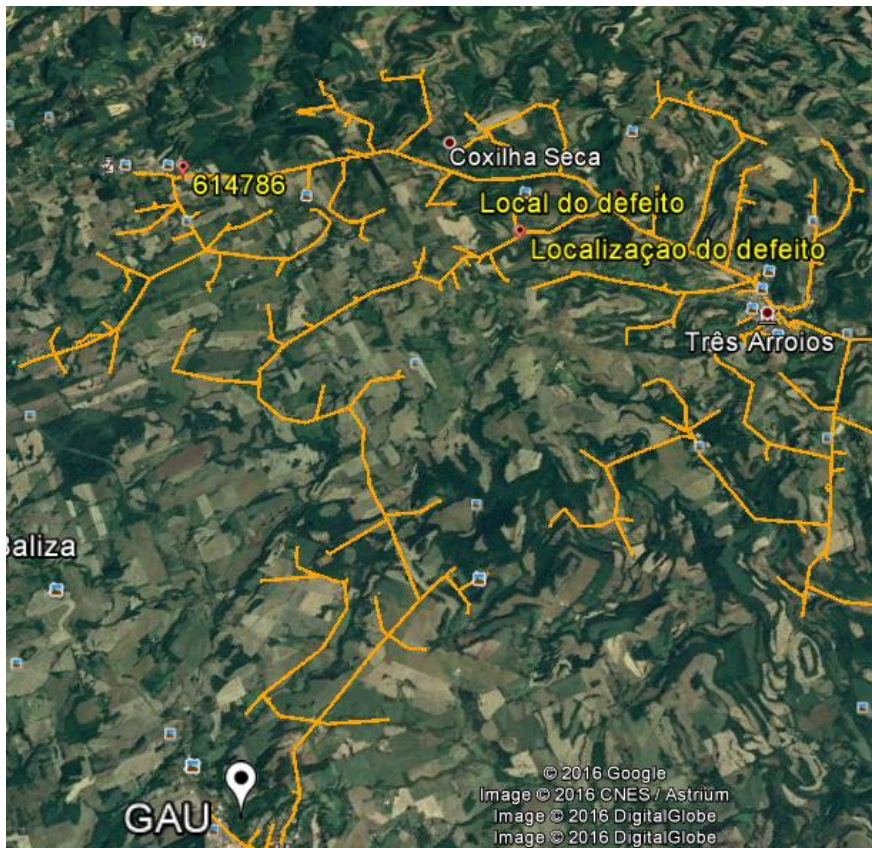 Coxilha Seca
614786
Local do defeito
Localizaçao do defeito
Três Arroios
Baliza
GAU
© 2016 Google
Image © 2016 CNES / Astrium
Image © 2016 DigitalGlobe
Image © 2016 DigitalGlobe